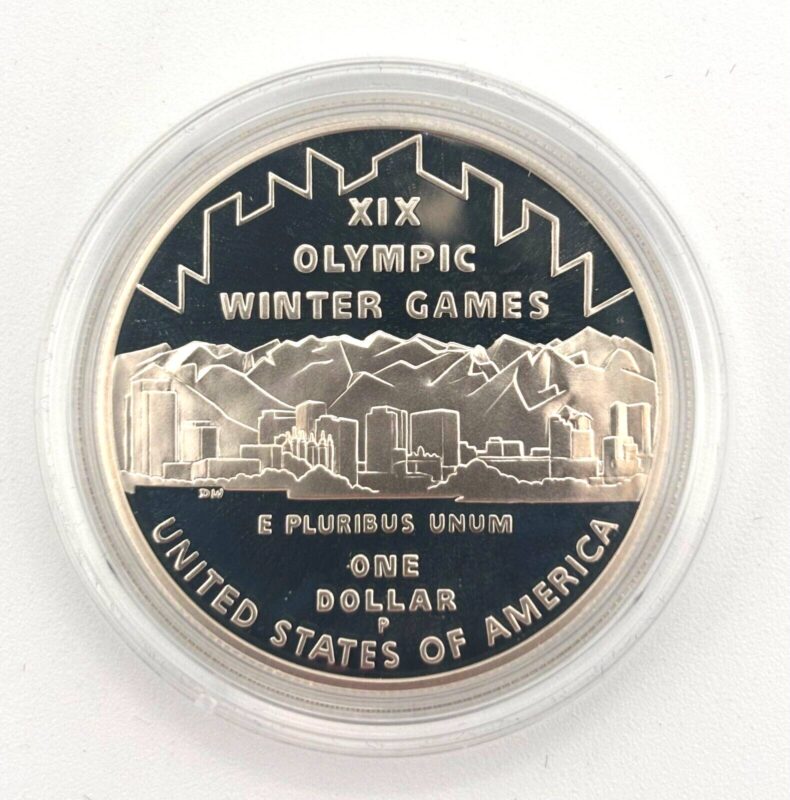 XIX
OLYMPIC
WINTER GAMES
DW
E PLURIBUS UNUM
ONE
DOLLAR
P
UNITED STATES OF AMERICA